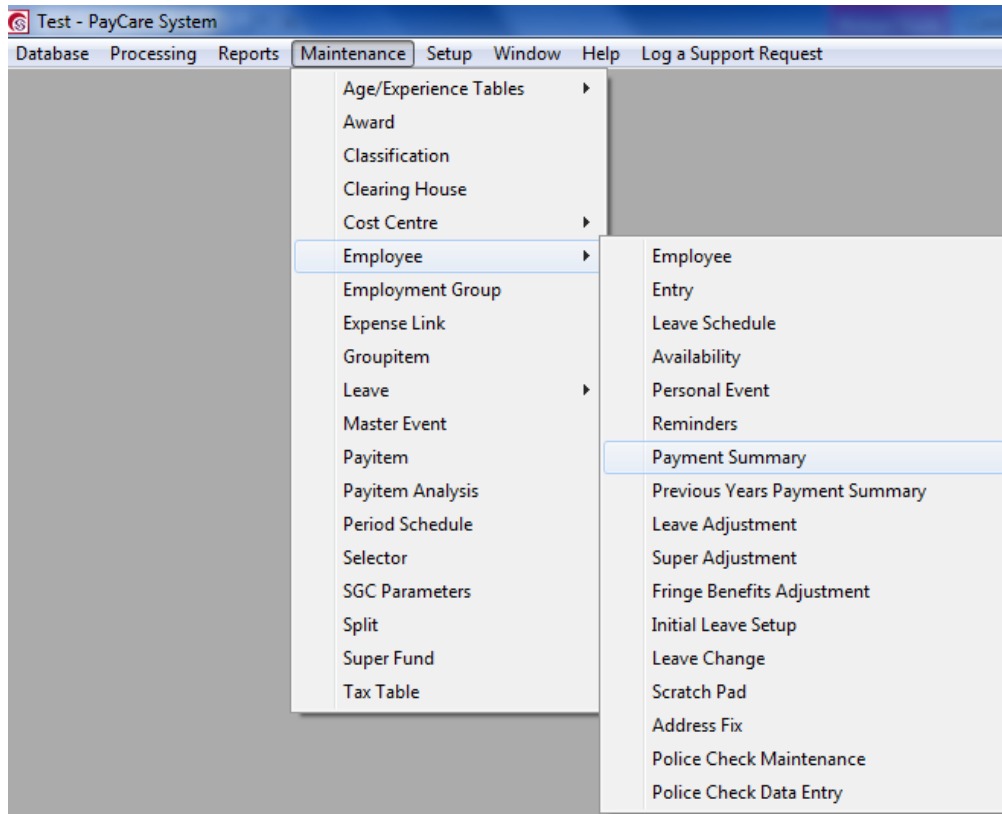 Test - PayCare System
Database Processing Reports Maintenance Setup Window Help Log a Support Request
Age/Experience Tables
Award
Classification
Clearing House
Cost Centre
Employee
Employment Group
Expense Link
Groupitem
Leave
Master Event
Payitem
Payitem Analysis
Period Schedule
Selector
SGC Parameters
Split
Super Fund
Tax Table
Employee
Entry
Leave Schedule
Availability
Personal Event
Reminders
Payment Summary
Previous Years Payment Summary
Leave Adjustment
Super Adjustment
Fringe Benefits Adjustment
Initial Leave Setup
Leave Change
Scratch Pad
Address Fix
Police Check Maintenance
Police Check Data Entry